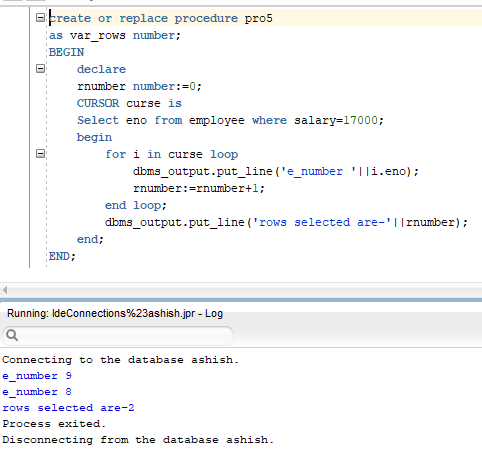 create or replace procedure pro5
as var_rows number;
BEGIN
declare
rnumber number:=0;
CURSOR curse is
Select eno from employee where salary=17000;
begin
for i in curse loop
dbms_output.put_line('e_number '||i.eno);
rnumber:=rnumber+1;
end loop;
dbms_output.put_line('rows selected are-'||rnumber);
end;
END;
Running: IdeConnections%23ashish.jpr - Log
Connecting to the database ashish.
e_number 9
e_number 8
rows selected are-2
Process exited.
Disconnecting from the database ashish.